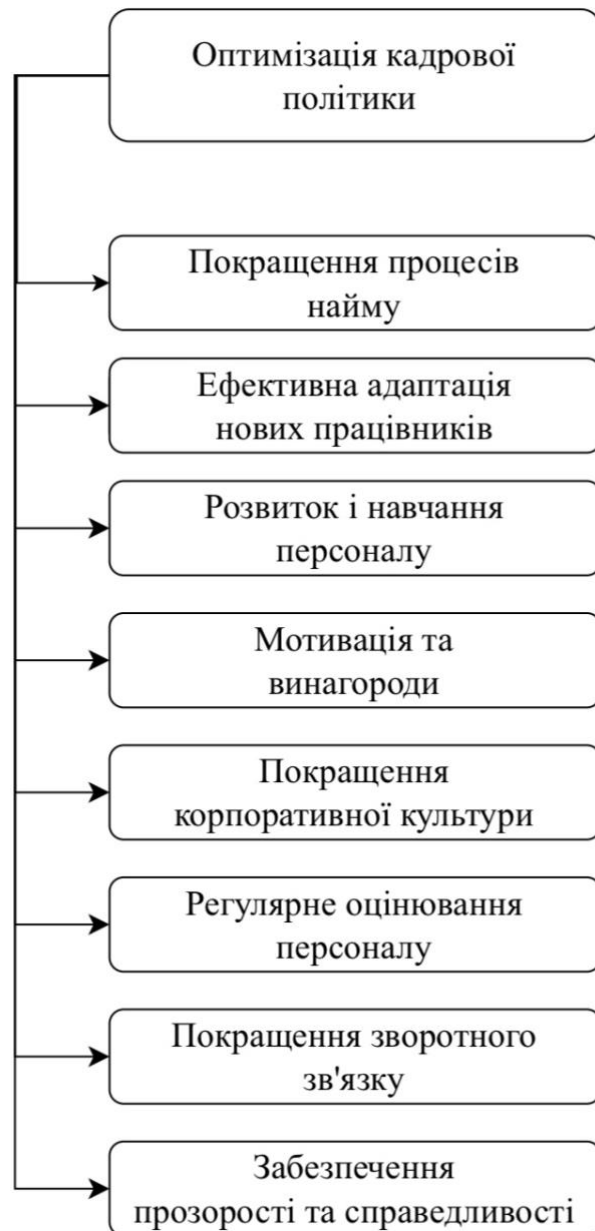 Оптимізація кадрової
політики
Покращення процесів
найму
Ефективна адаптація
нових працівників
Розвиток і навчання
персоналу
Мотивація та
винагороди
Покращення
корпоративної культури
Регулярне оцінювання
персоналу
Покращення зворотного
зв'язку
Забезпечення
прозорості та справедливості